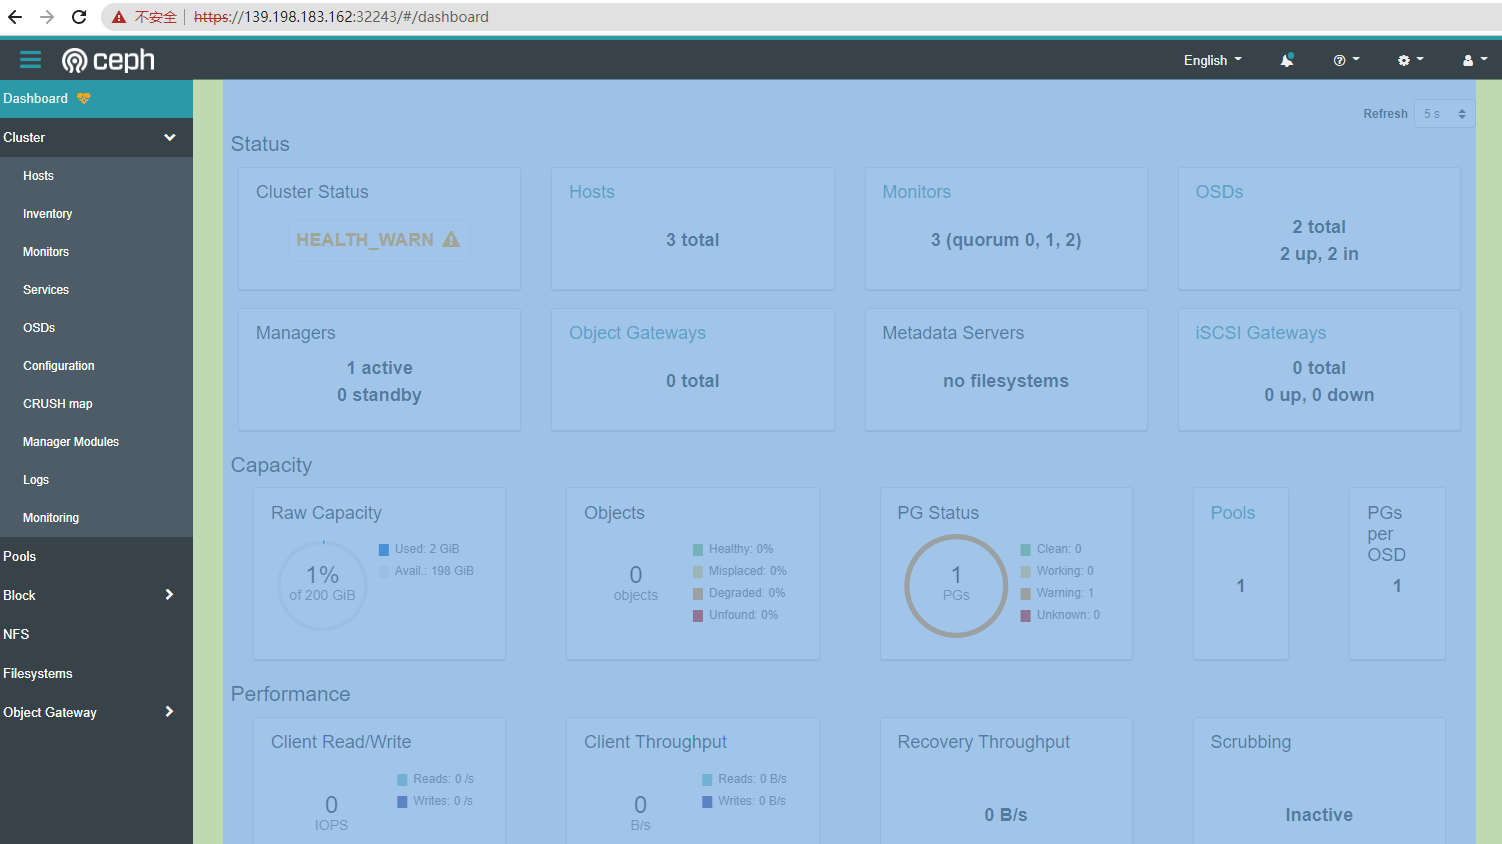 不安全 | https://139.198.183.162:32243/#/dashboard
ceph
English
Dashboard
Cluster
Hosts
Inventory
Monitors
Services
OSDs
Configuration
CRUSH map
Manager Modules
Logs
Monitoring
Pools
Block
NFS
Filesystems
Object Gateway
Refresh 5 s
Status
Cluster Status
HEALTH_WARN
Hosts
3 total
Monitors
3 (quorum 0, 1, 2)
OSDs
2 total
2 up, 2 in
Managers
1 active
0 standby
Object Gateways
0 total
Metadata Servers
no filesystems
iSCSI Gateways
0 total
0 up, 0 down
Capacity
Raw Capacity
1%
of 200 GiB
Used: 2 GiB
Avail.: 198 GiB
Objects
0
objects
Healthy: 0%
Misplaced: 0%
Degraded: 0%
Unfound: 0%
PG Status
1
PGs
Clean: 0
Working: 0
Warning: 1
Unknown: 0
Pools
1
PGs
per
OSD
1
Performance
Client Read/Write
0
IOPS
Reads: 0 /s
Writes: 0 /s
Client Throughput
0
B/s
Reads: 0 B/s
Writes: 0 B/s
Recovery Throughput
0 B/s
Scrubbing
Inactive